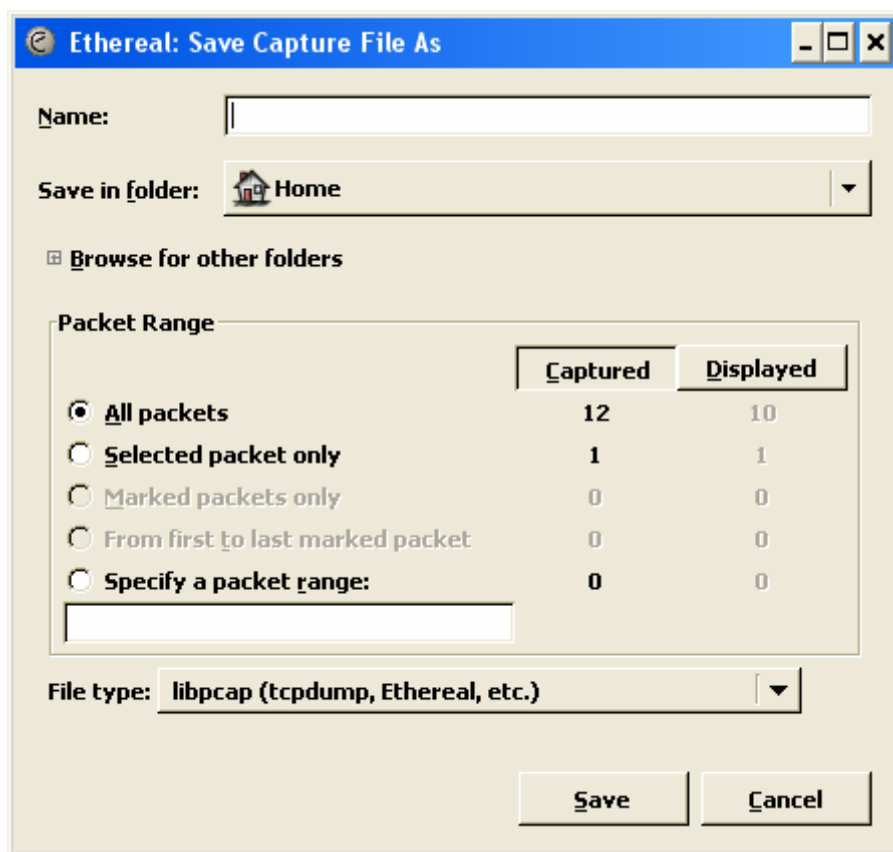 Ethereal: Save Capture File As
Name:
Save in folder: Home
Browse for other folders
Packet Range
Captured Displayed
All packets 12 10
Selected packet only 1 1
Marked packets only 0 0
From first to last marked packet 0 0
Specify a packet range: 0 0
File type: libpcap (tcpdump, Ethereal, etc.)
Save Cancel